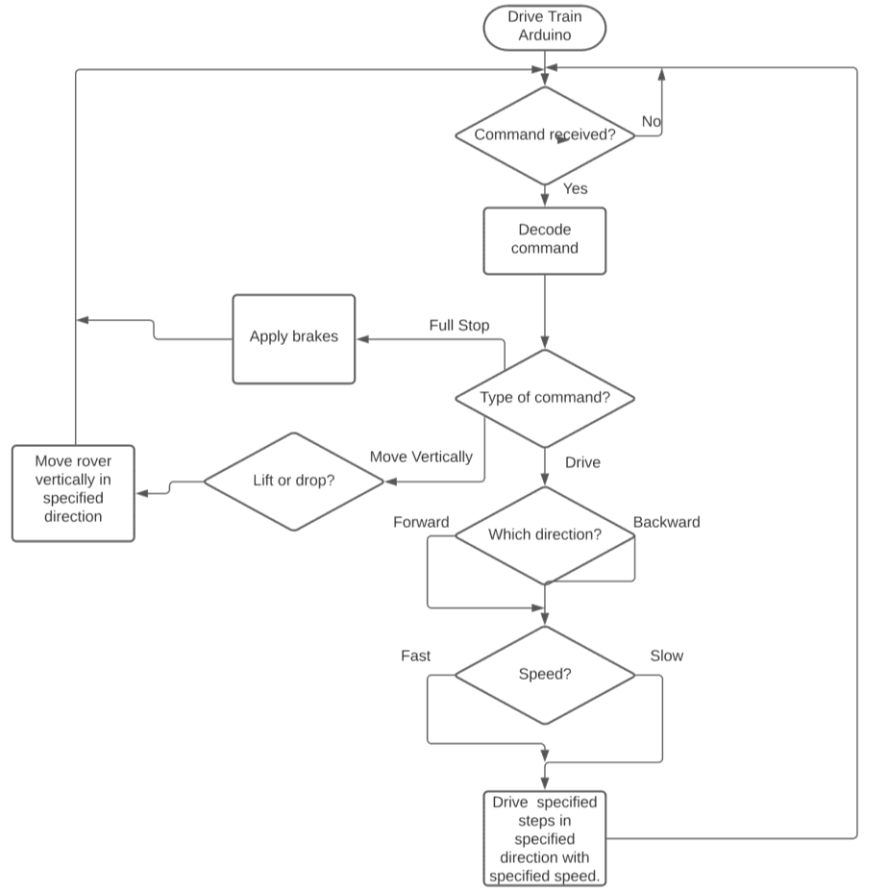 Drive Train
Arduino
Command received?
No
Yes
Decode
command
Full Stop
Apply brakes
Type of command?
Move Vertically
Drive
Lift or drop?
Move rover
vertically in
specified
direction
Forward
Which direction?
Backward
Fast
Speed?
Slow
Drive specified
steps in
specified
direction with
specified speed.